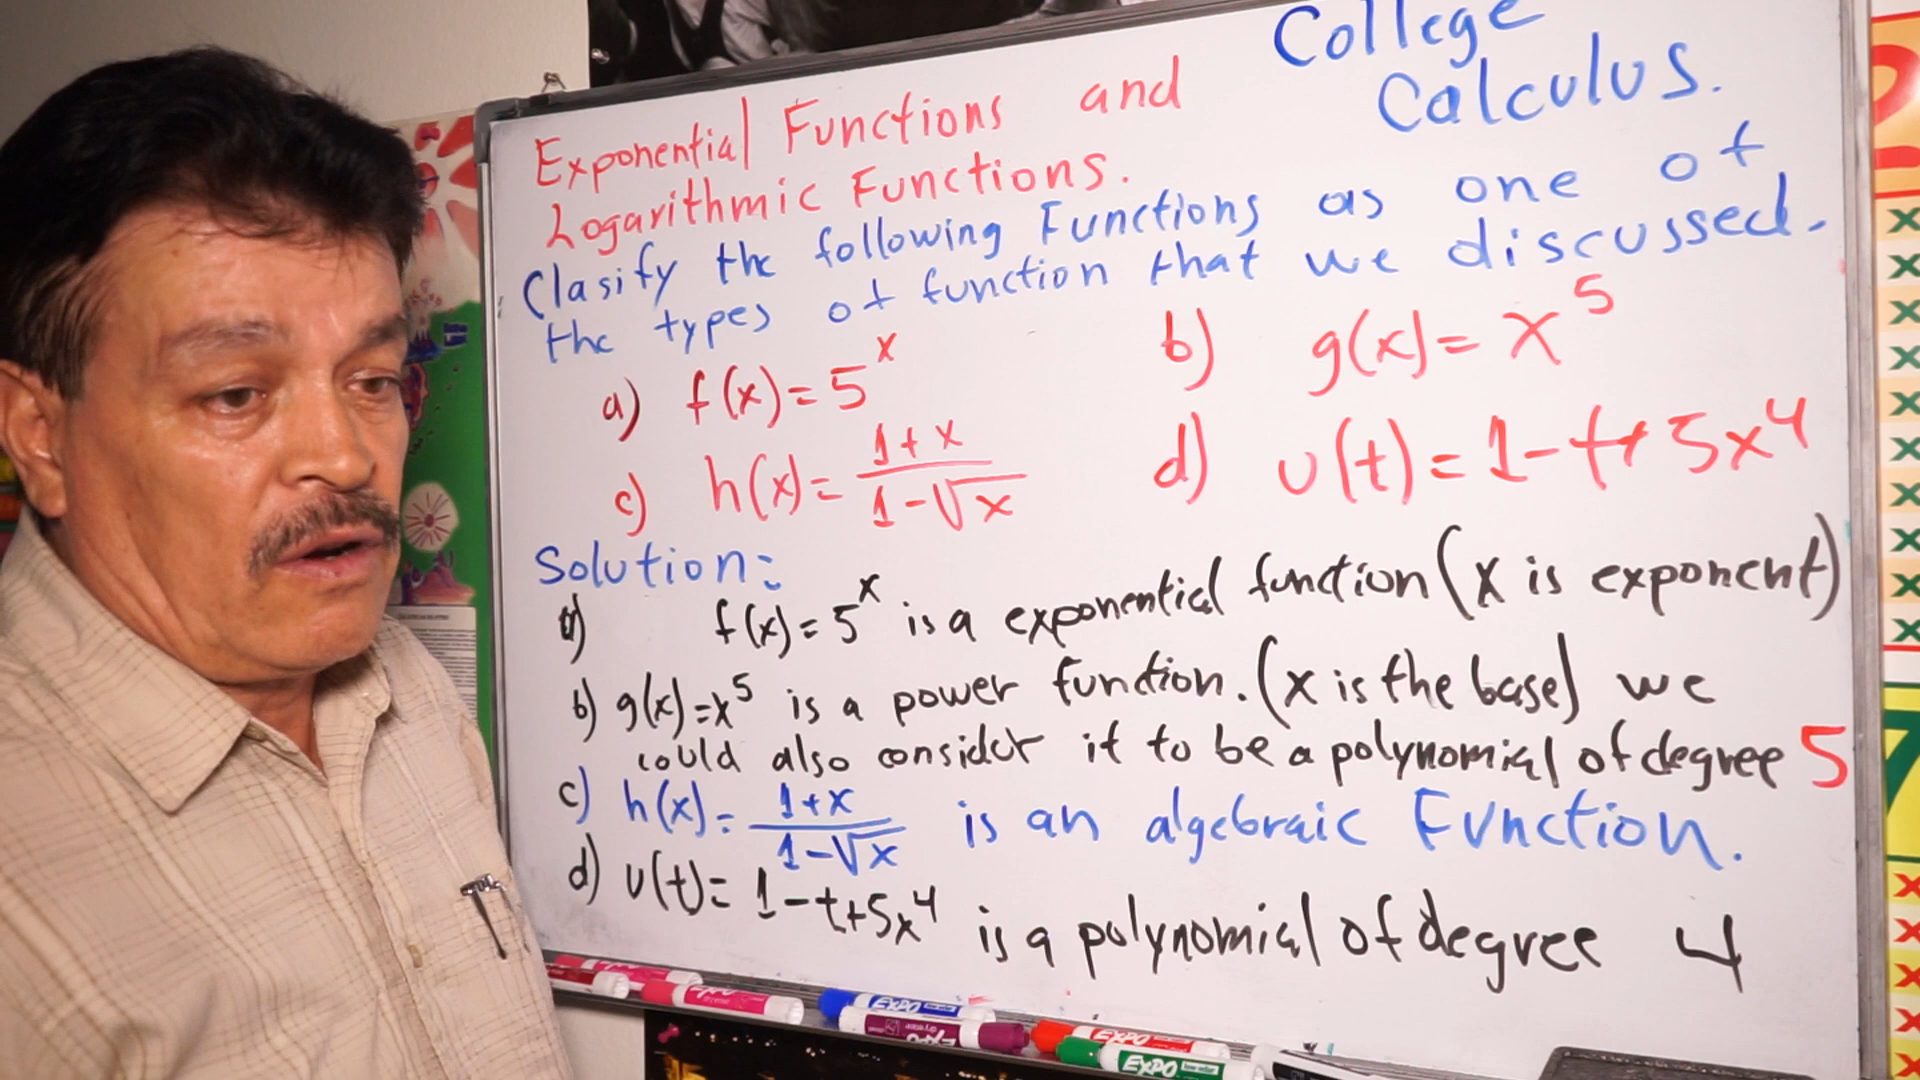 College
Calculus.
Exponential Functions and
Logarithmic Functions.
Clasify the following Functions as one of
the types of function that we discussed.
a) f(x)=5^x
b) g(x)=x^5
c) h(x)=(1+x)/(1-√x)
d) u(t)=1-t+5x^4
Solution:
a) f(x)=5^x is a exponential function (x is exponent)
b) g(x)=x^5 is a power function. (x is the base) we
could also consider it to be a polynomial of degree 5
c) h(x)=(1+x)/(1-√x) is an algebraic Function.
d) u(t)=1-t+5x^4 is a polynomial of degree 4
EXPO
EXPO
EXPO
EXPO
EXPO